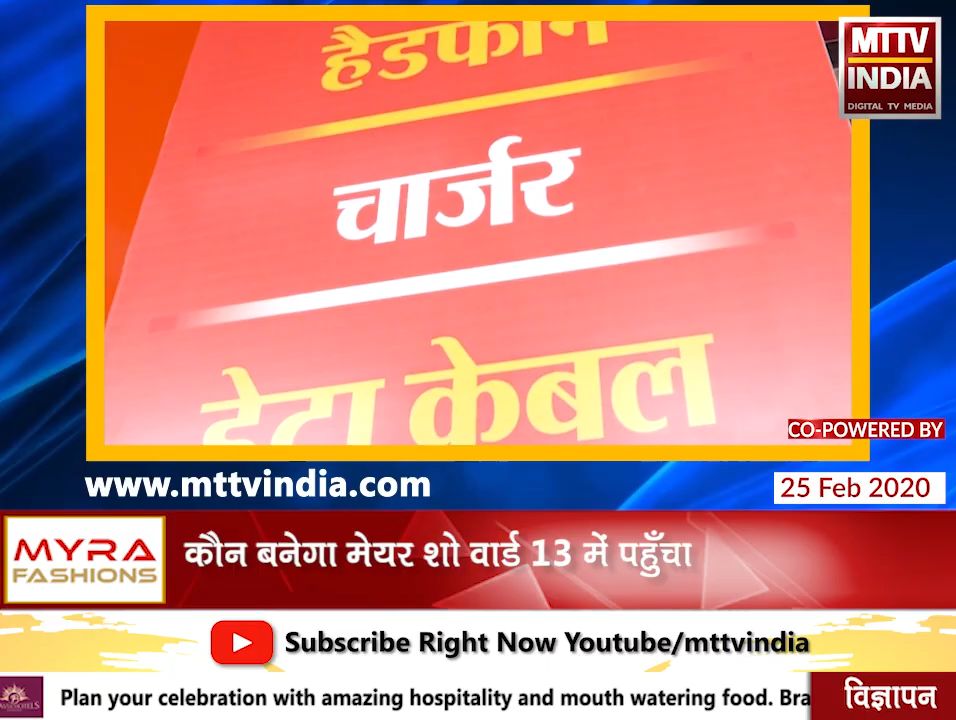 हैडफोन
MTTV
INDIA
DIGITAL TV MEDIA
चार्जर
डेटा केबल
CO-POWERED BY
www.mttvindia.com
25 Feb 2020
MYRA
FASHIONS
कौन बनेगा मेयर शो वार्ड 13 में पहुँचा
Subscribe Right Now Youtube/mttvindia
Plan your celebration with amazing hospitality and mouth watering food. Bra
विज्ञापन